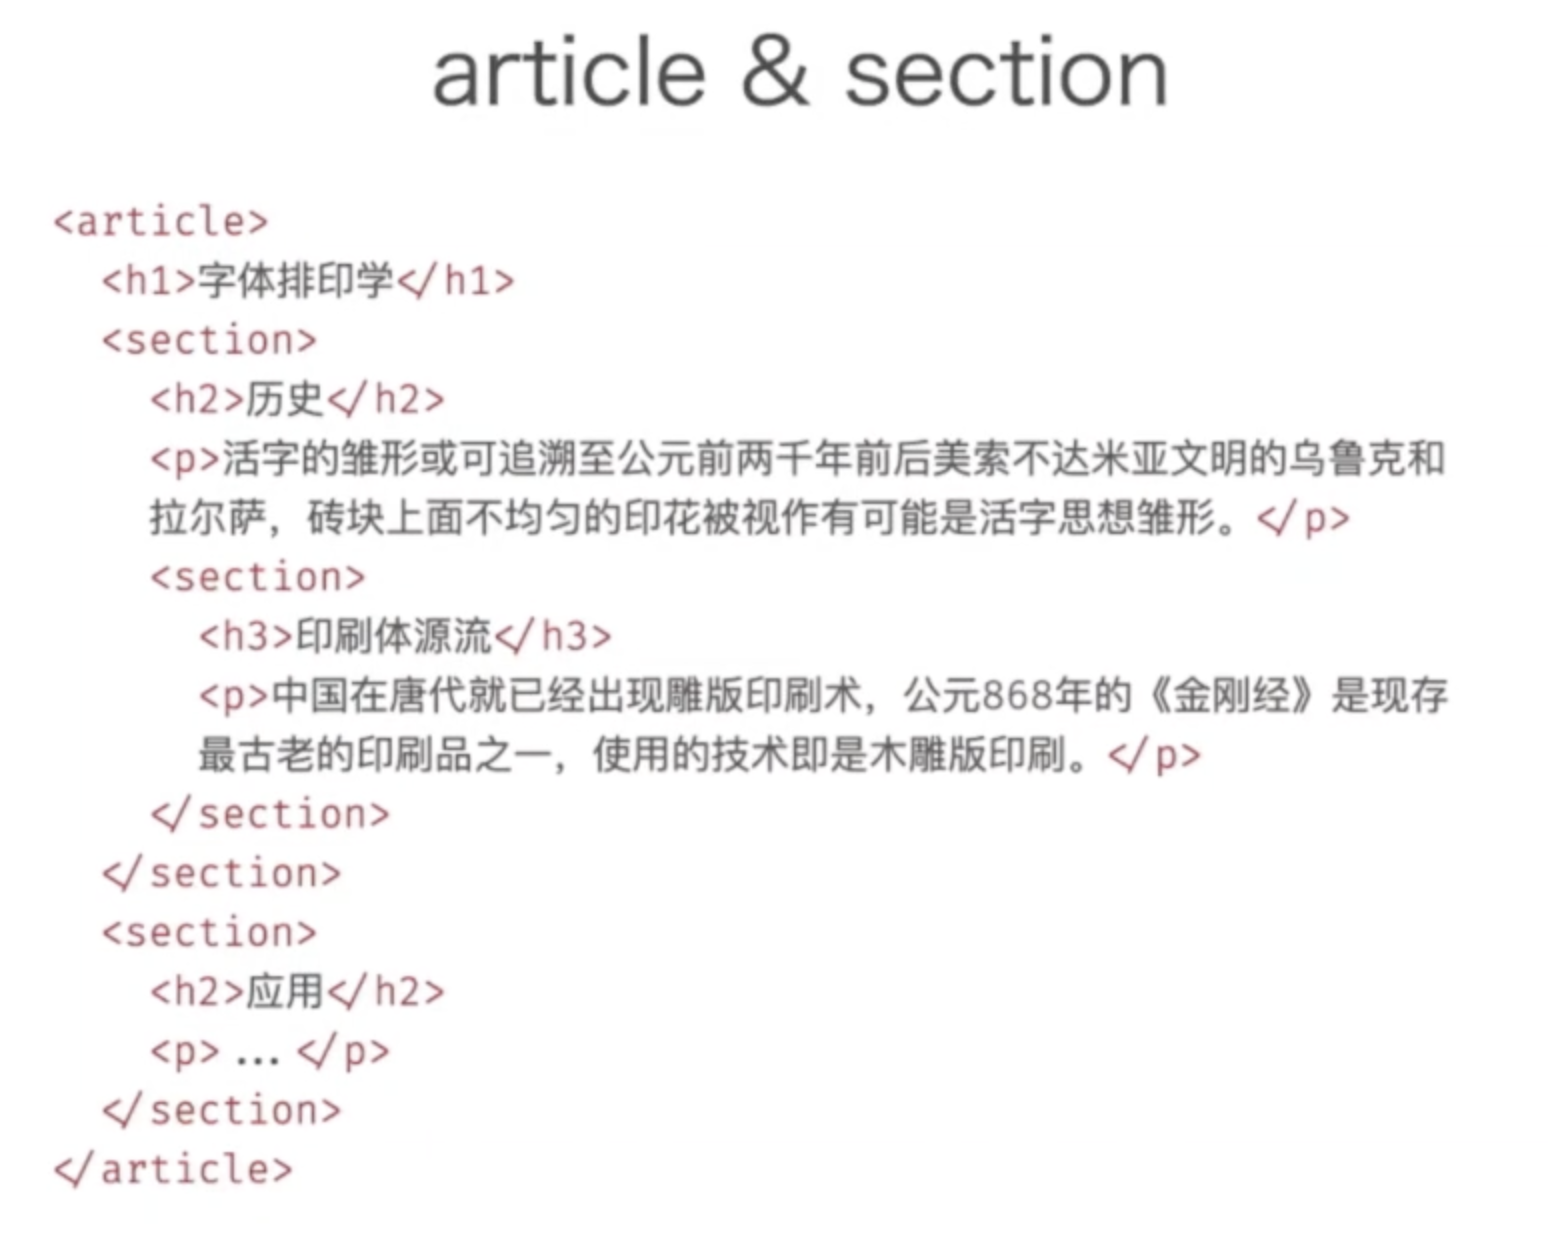 article & section
<article>
<h1>字体排印学</h1>
<section>
<h2>历史</h2>
<p>活字的雏形或可追溯至公元前两千年前后美索不达米亚文明的乌鲁克和
拉尔萨，砖块上面不均匀的印花被视作有可能是活字思想雏形。</p>
<section>
<h3>印刷体源流</h3>
<p>中国在唐代就已经出现雕版印刷术，公元868年的《金刚经》是现存
最古老的印刷品之一，使用的技术即是木雕版印刷。</p>
</section>
</section>
<section>
<h2>应用</h2>
<p> ... </p>
</section>
</article>